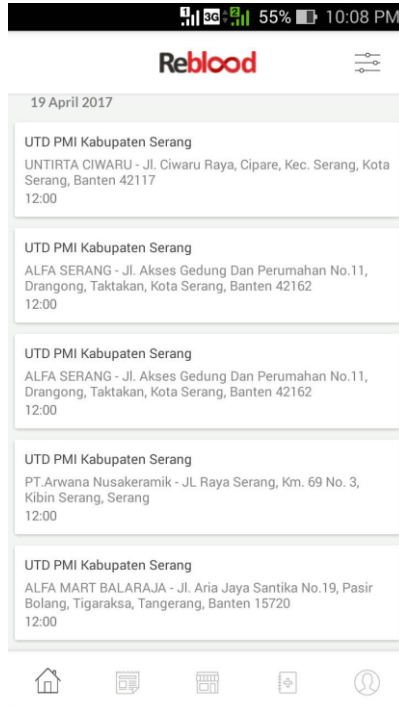 1 3G 2 55% 10:08 PM
Reblood
19 April 2017
UTD PMI Kabupaten Serang
UNTIRTA CIWARU - Jl. Ciwaru Raya, Cipare, Kec. Serang, Kota
Serang, Banten 42117
12:00
UTD PMI Kabupaten Serang
ALFA SERANG - Jl. Akses Gedung Dan Perumahan No.11,
Drangong, Taktakan, Kota Serang, Banten 42162
12:00
UTD PMI Kabupaten Serang
ALFA SERANG - Jl. Akses Gedung Dan Perumahan No.11,
Drangong, Taktakan, Kota Serang, Banten 42162
12:00
UTD PMI Kabupaten Serang
PT.Arwana Nusakeramik - JL Raya Serang, Km. 69 No. 3,
Kibin Serang, Serang
12:00
UTD PMI Kabupaten Serang
ALFA MART BALARAJA - Jl. Aria Jaya Santika No.19, Pasir
Bolang, Tigaraksa, Tangerang, Banten 15720
12:00